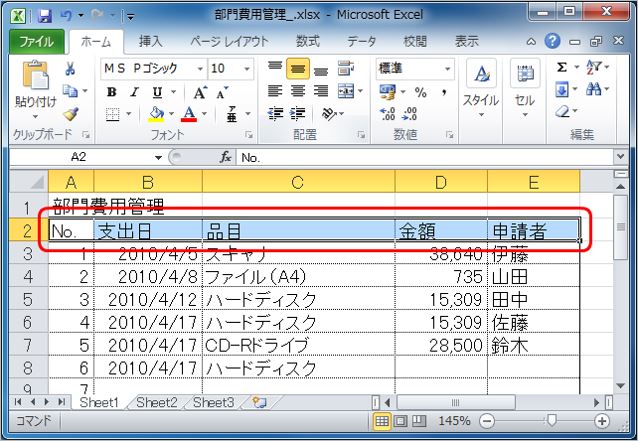 部門費用管理_.xlsx - Microsoft Excel
ファイル ホーム 挿入 ページ レイアウト 数式 データ 校閲 表示
ＭＳ Ｐゴシック 10 標準
貼り付け スタイル セル
クリップボード フォント 配置 数値 編集
A2 fx No.
A B C D E
1 部門費用管理
2 No. 支出日 品目 金額 申請者
3 1 2010/4/5 スキャナ 38,640 伊藤
4 2 2010/4/8 ファイル(A4) 735 山田
5 3 2010/4/12 ハードディスク 15,309 田中
6 4 2010/4/17 ハードディスク 15,309 佐藤
7 5 2010/4/17 CD-Rドライブ 28,500 鈴木
8 6 2010/4/17 ハードディスク
9 7
Sheet1 Sheet2 Sheet3
コマンド 145%